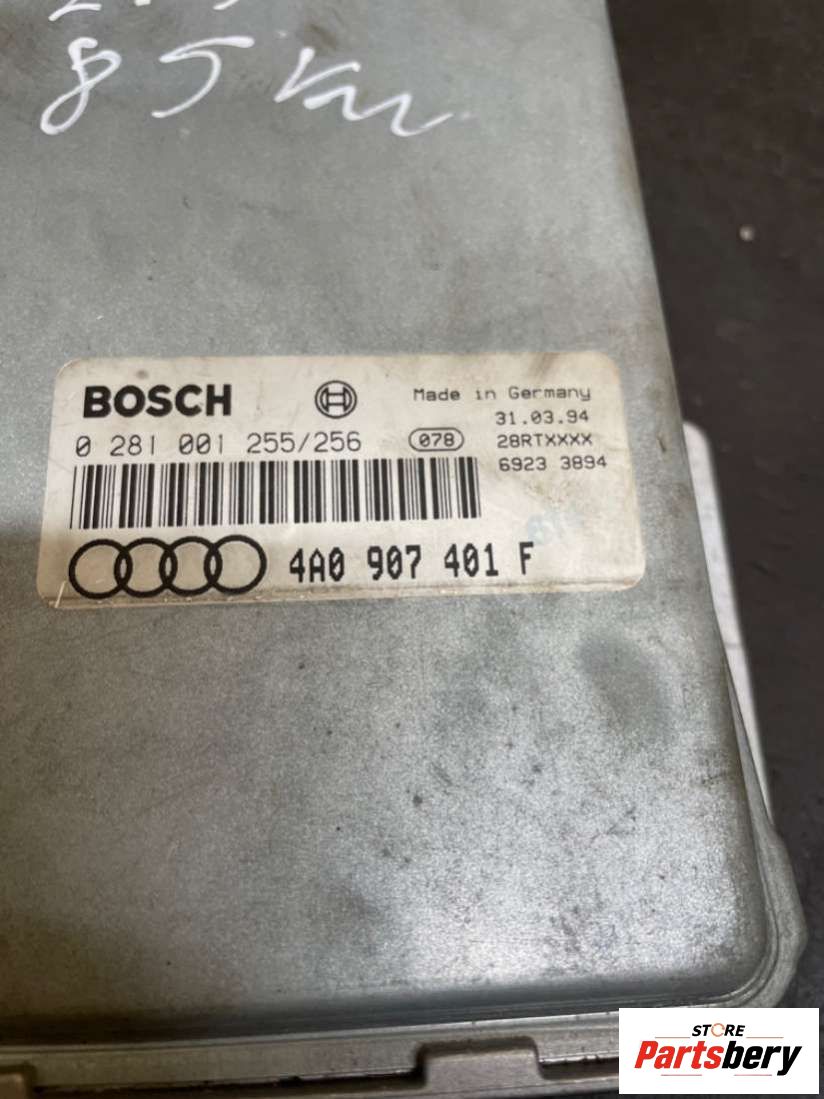 85 kw
BOSCH
Made in Germany
31.03.94
0 281 001 255/256
078
28RTXXXX
6923 3894
4A0 907 401 F
STORE
Partsbery